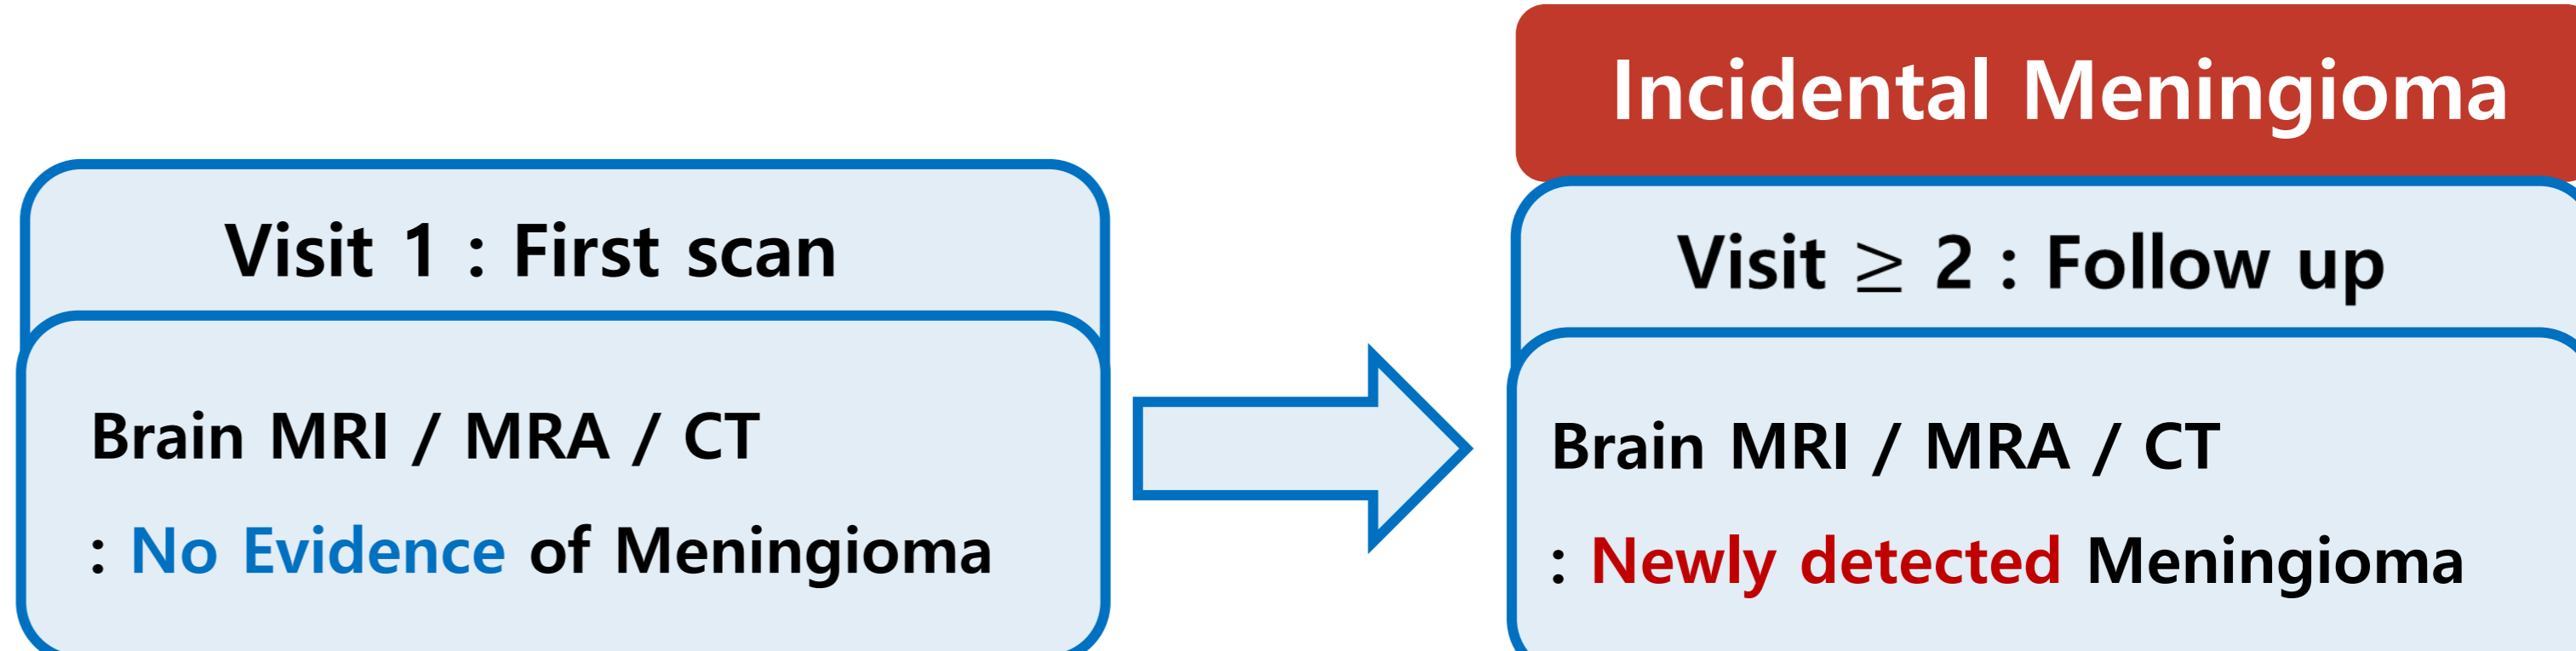 Incidental Meningioma
Visit 1 : First scan
Brain MRI / MRA / CT
: No Evidence of Meningioma
Visit ≥ 2 : Follow up
Brain MRI / MRA / CT
: Newly detected Meningioma